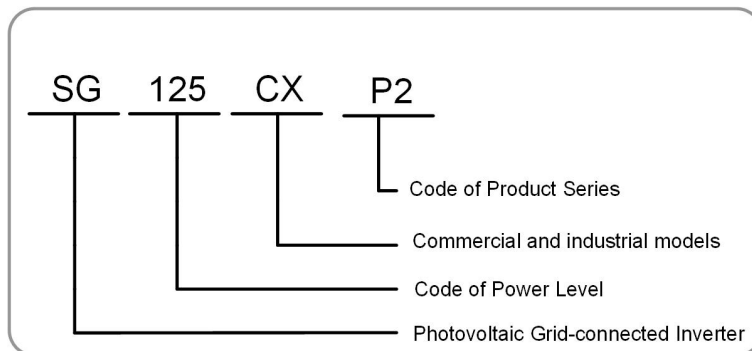 SG 125 CX P2
Code of Product Series
Commercial and industrial models
Code of Power Level
Photovoltaic Grid-connected Inverter